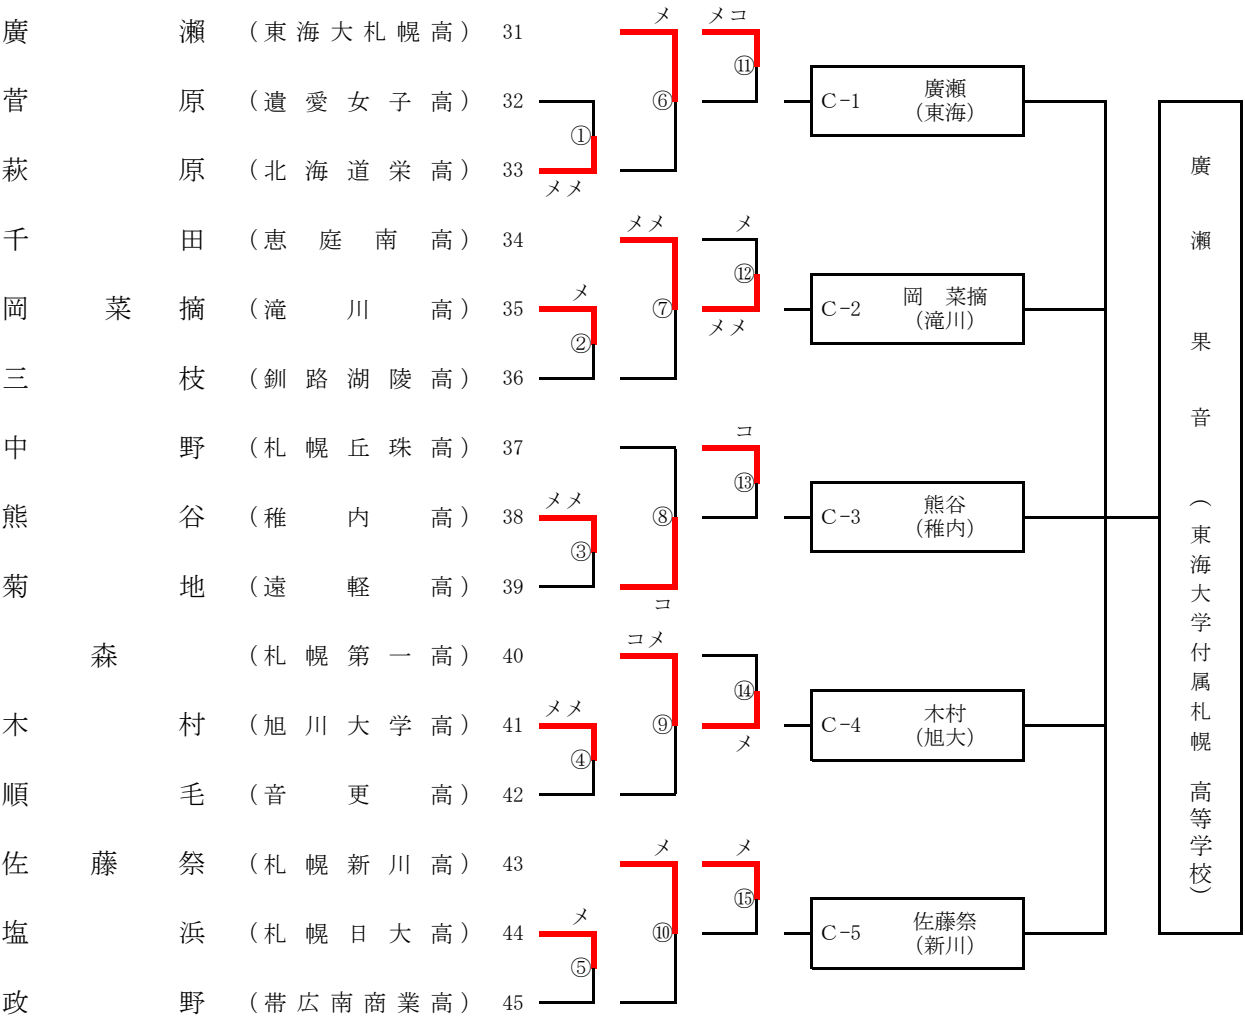 廣瀬 (東海大札幌高) 31
菅原 (遺愛女子高) 32
萩原 (北海道栄高) 33
千田 (恵庭南高) 34
岡菜摘 (滝川高) 35
三枝 (釧路湖陵高) 36
中野 (札幌丘珠高) 37
熊谷 (稚内高) 38
菊地 (遠軽高) 39
森 (札幌第一高) 40
木村 (旭川大学高) 41
順毛 (音更高) 42
佐藤祭 (札幌新川高) 43
塩浜 (札幌日大高) 44
政野 (帯広南商業高) 45
①
メメ
メ
②
メメ
③
メメ
④
メ
⑤
メ
⑥
メメ
⑦
⑧
コ
コメ
⑨
メ
⑩
メコ
⑪
メ
⑫
メメ
コ
⑬
⑭
メ
メ
⑮
C-1 廣瀬
(東海)
C-2 岡 菜摘
(滝川)
C-3 熊谷
(稚内)
C-4 木村
(旭大)
C-5 佐藤祭
(新川)
廣瀬果音(東海大学付属札幌高等学校)